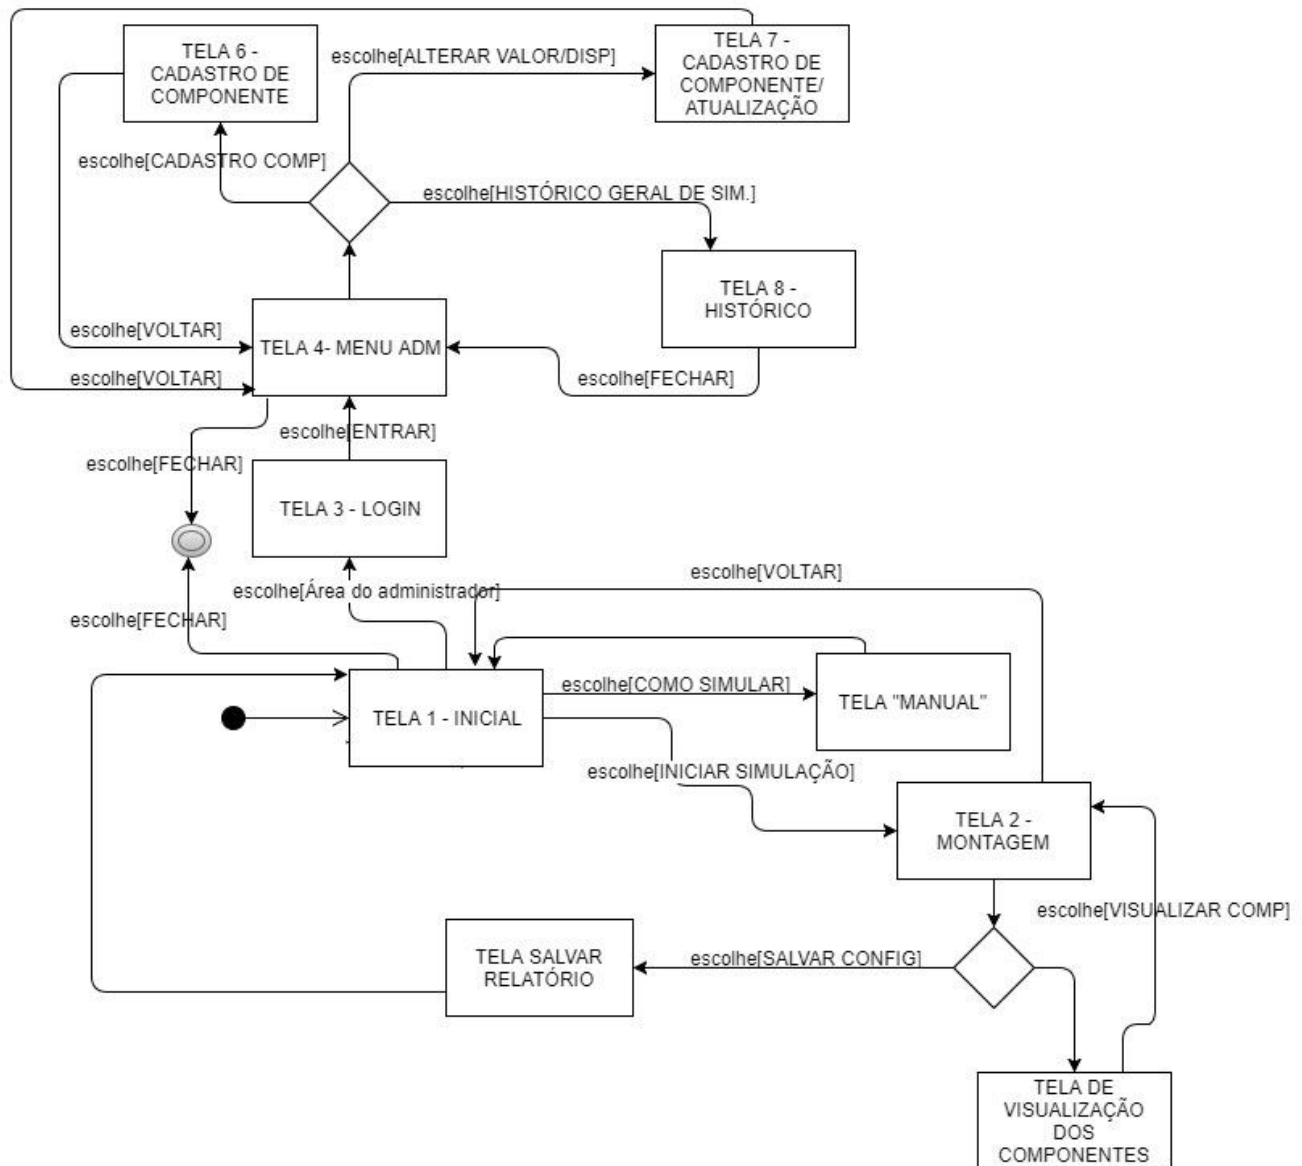 TELA 6 -
CADASTRO DE
COMPONENTE
escolhe[ALTERAR VALOR/DISP]
TELA 7 -
CADASTRO DE
COMPONENTE/
ATUALIZAÇÃO
escolhe[CADASTRO COMP]
escolhe[HISTÓRICO GERAL DE SIM.]
TELA 8 -
HISTÓRICO
escolhe[VOLTAR]
TELA 4- MENU ADM
escolhe[VOLTAR]
escolhe[FECHAR]
escolhe[ENTRAR]
escolhe[FECHAR]
TELA 3 - LOGIN
escolhe[VOLTAR]
escolhe[Área do administrador]
escolhe[FECHAR]
escolhe[COMO SIMULAR]
TELA "MANUAL"
TELA 1 - INICIAL
escolhe[INICIAR SIMULAÇÃO]
TELA 2 -
MONTAGEM
escolhe[VISUALIZAR COMP]
TELA SALVAR
RELATÓRIO
escolhe[SALVAR CONFIG]
TELA DE
VISUALIZAÇÃO
DOS
COMPONENTES